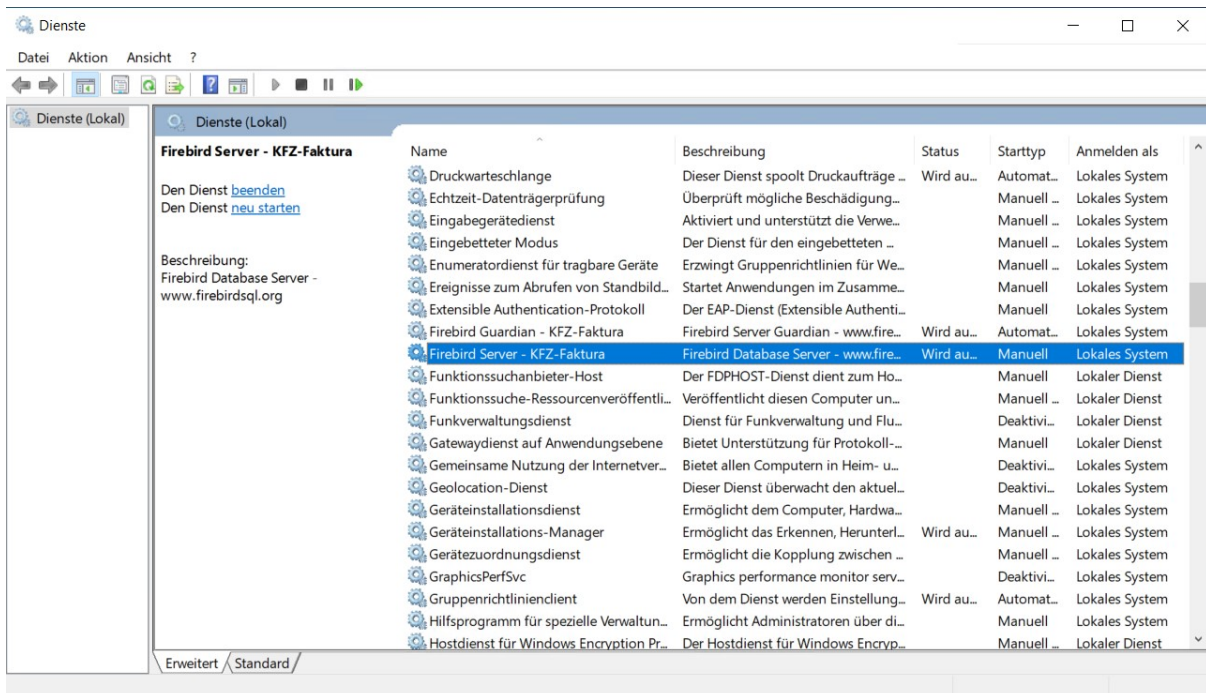 Dienste
Datei Aktion Ansicht ?
Dienste (Lokal)
Dienste (Lokal)
Firebird Server - KFZ-Faktura
Den Dienst beenden
Den Dienst neu starten
Beschreibung:
Firebird Database Server -
www.firebirdsql.org
Name Beschreibung Status Starttyp Anmelden als
Druckwarteschlange Dieser Dienst spoolt Druckaufträge ... Wird au... Automat... Lokales System
Echtzeit-Datenträgerprüfung Überprüft mögliche Beschädigung... Manuell ... Lokales System
Eingabegerätedienst Aktiviert und unterstützt die Verwe... Manuell ... Lokales System
Eingebetteter Modus Der Dienst für den eingebetteten ... Manuell ... Lokales System
Enumeratordienst für tragbare Geräte Erzwingt Gruppenrichtlinien für We... Manuell ... Lokales System
Ereignisse zum Abrufen von Standbild... Startet Anwendungen im Zusamme... Manuell Lokales System
Extensible Authentication-Protokoll Der EAP-Dienst (Extensible Authenti... Manuell Lokales System
Firebird Guardian - KFZ-Faktura Firebird Server Guardian - www.fire... Wird au... Automat... Lokales System
Firebird Server - KFZ-Faktura Firebird Database Server - www.fire... Wird au... Manuell Lokales System
Funktionssuchanbieter-Host Der FDPHOST-Dienst dient zum Ho... Manuell Lokaler Dienst
Funktionssuche-Ressourcenveröffentli... Veröffentlicht diesen Computer un... Manuell ... Lokaler Dienst
Funkverwaltungsdienst Dienst für Funkverwaltung und Flu... Deaktivi... Lokaler Dienst
Gatewaydienst auf Anwendungsebene Bietet Unterstützung für Protokoll-... Manuell Lokaler Dienst
Gemeinsame Nutzung der Internetver... Bietet allen Computern in Heim- u... Deaktivi... Lokales System
Geolocation-Dienst Dieser Dienst überwacht den aktuel... Deaktivi... Lokales System
Geräteinstallationsdienst Ermöglicht dem Computer, Hardwa... Manuell ... Lokales System
Geräteinstallations-Manager Ermöglicht das Erkennen, Herunterl... Wird au... Manuell ... Lokales System
Gerätezuordnungsdienst Ermöglicht die Kopplung zwischen ... Manuell ... Lokales System
GraphicsPerfSvc Graphics performance monitor serv... Deaktivi... Lokales System
Gruppenrichtlinienclient Von dem Dienst werden Einstellung... Wird au... Automat... Lokales System
Hilfsprogramm für spezielle Verwaltun... Ermöglicht Administratoren über di... Manuell Lokales System
Hostdienst für Windows Encryption Pr... Der Hostdienst für Windows Encryp... Manuell ... Lokaler Dienst
Erweitert Standard